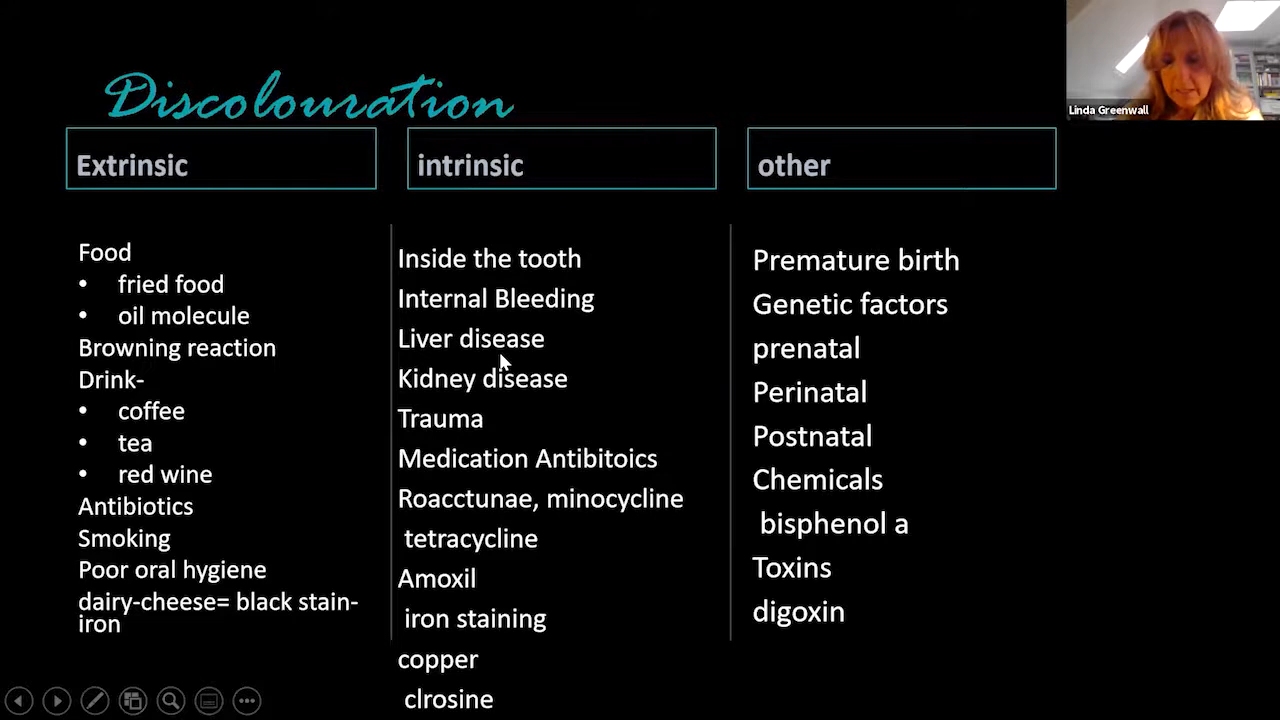 Linda Greenwall
Discolouration
Extrinsic
Food
• fried food
• oil molecule
Browning reaction
Drink-
• coffee
• tea
• red wine
Antibiotics
Smoking
Poor oral hygiene
dairy-cheese= black stain-
iron
intrinsic
Inside the tooth
Internal Bleeding
Liver disease
Kidney disease
Trauma
Medication Antibitoics
Roacctunae, minocycline
tetracycline
Amoxil
iron staining
copper
clrosine
other
Premature birth
Genetic factors
prenatal
Perinatal
Postnatal
Chemicals
bisphenol a
Toxins
digoxin